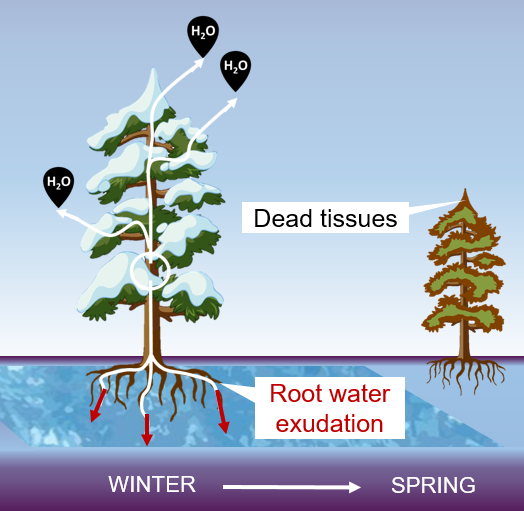 H₂O
H₂O
H₂O
Dead tissues
Root water
exudation
WINTER
SPRING